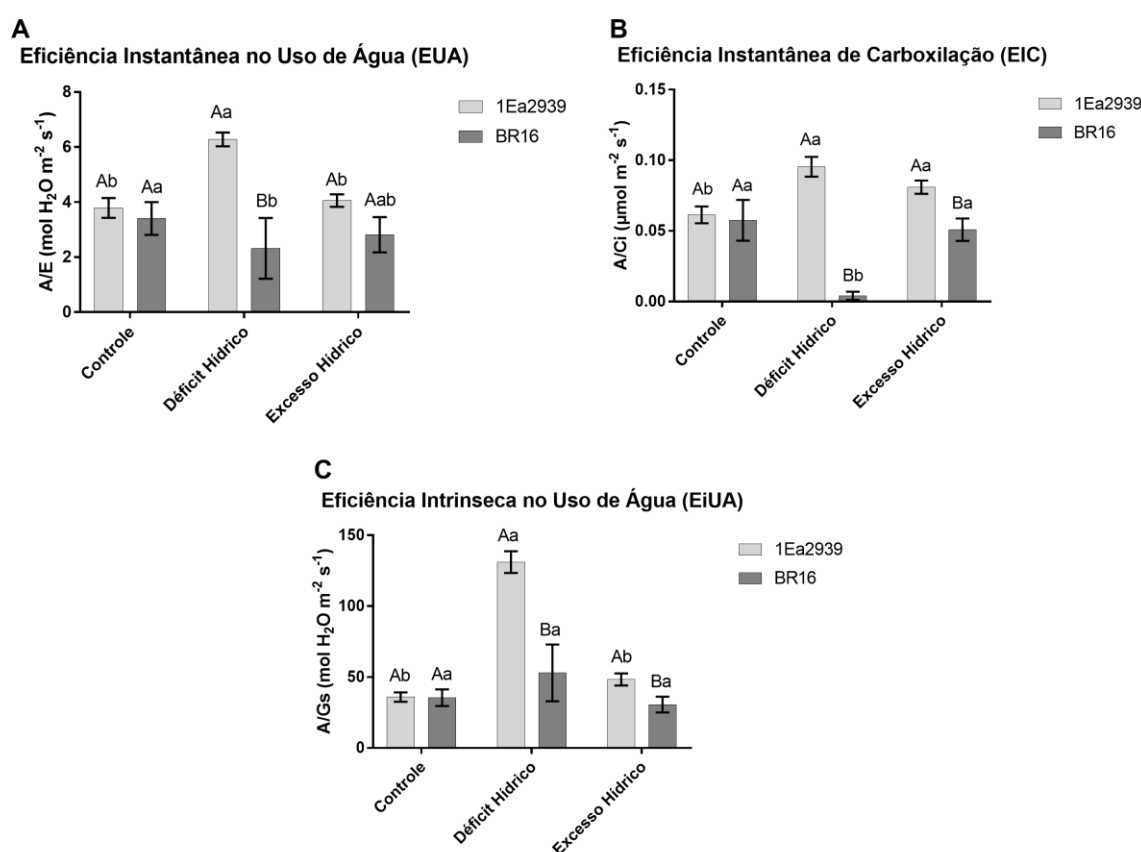 A
Eficiência Instantânea no Uso de Água (EUA)
A/E (mol H₂O m⁻² s⁻¹)
8
6
4
2
0
Ab
Aa
Aa
Bb
Ab
Aab
1Ea2939
BR16
Controle
Déficit Hídrico
Excesso Hídrico
B
Eficiência Instantânea de Carboxilação (EIC)
A/Ci (µmol m⁻² s⁻¹)
0.15
0.10
0.05
0.00
Ab
Aa
Aa
Bb
Aa
Ba
1Ea2939
BR16
Controle
Déficit Hídrico
Excesso Hídrico
C
Eficiência Intrinseca no Uso de Água (EiUA)
A/Gs (mol H₂O m⁻² s⁻¹)
150
100
50
0
Ab
Aa
Aa
Ba
Ab
Ba
1Ea2939
BR16
Controle
Déficit Hídrico
Excesso Hídrico